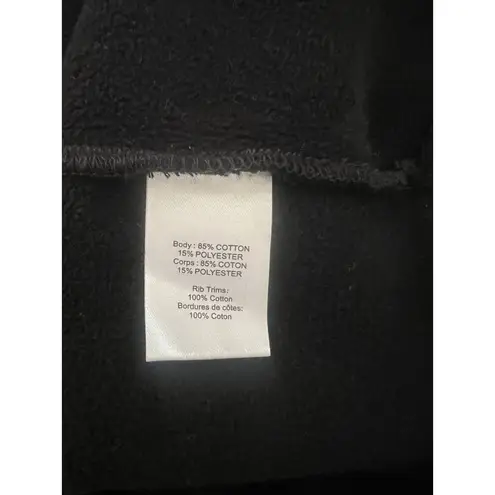 Body : 85% COTTON
15% POLYESTER
Corps : 85% COTON
15% POLYESTER
Rib Trims:
100% Cotton
Bordures de côtes:
100% Coton